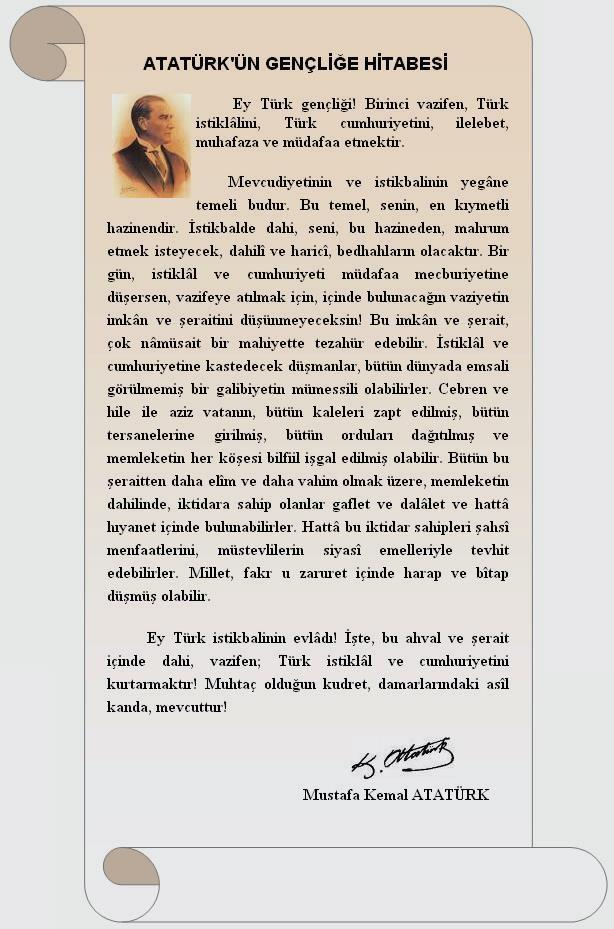 ATATÜRK'ÜN GENÇLİĞE HİTABESİ
Ey Türk gençliği! Birinci vazifen, Türk
istiklâlini, Türk cumhuriyetini, ilelebet,
muhafaza ve müdafaa etmektir.
Mevcudiyetinin ve istikbalinin yegâne
temeli budur. Bu temel, senin, en kıymetli
hazinendir. İstikbalde dahi, seni, bu hazineden, mahrum
etmek isteyecek, dahilî ve haricî, bedhahların olacaktır. Bir
gün, istiklâl ve cumhuriyeti müdafaa mecburiyetine
düşersen, vazifeye atılmak için, içinde bulunacağın vaziyetin
imkân ve şeraitini düşünmeyeceksin! Bu imkân ve şerait,
çok nâmüsait bir mahiyette tezahür edebilir. İstiklâl ve
cumhuriyetine kastedecek düşmanlar, bütün dünyada emsali
görülmemiş bir galibiyetin mümessili olabilirler. Cebren ve
hile ile aziz vatanın, bütün kaleleri zapt edilmiş, bütün
tersanelerine girilmiş, bütün orduları dağıtılmış ve
memleketin her köşesi bilfiil işgal edilmiş olabilir. Bütün bu
şeraitten daha elîm ve daha vahim olmak üzere, memleketin
dahilinde, iktidara sahip olanlar gaflet ve dalâlet ve hattâ
hıyanet içinde bulunabilirler. Hattâ bu iktidar sahipleri şahsî
menfaatlerini, müstevlilerin siyasî emelleriyle tevhit
edebilirler. Millet, fakr u zaruret içinde harap ve bîtap
düşmüş olabilir.
Ey Türk istikbalinin evlâdı! İşte, bu ahval ve şerait
içinde dahi, vazifen; Türk istiklâl ve cumhuriyetini
kurtarmaktır! Muhtaç olduğun kudret, damarlarındaki asîl
kanda, mevcuttur!
K. Atatürk
Mustafa Kemal ATATÜRK